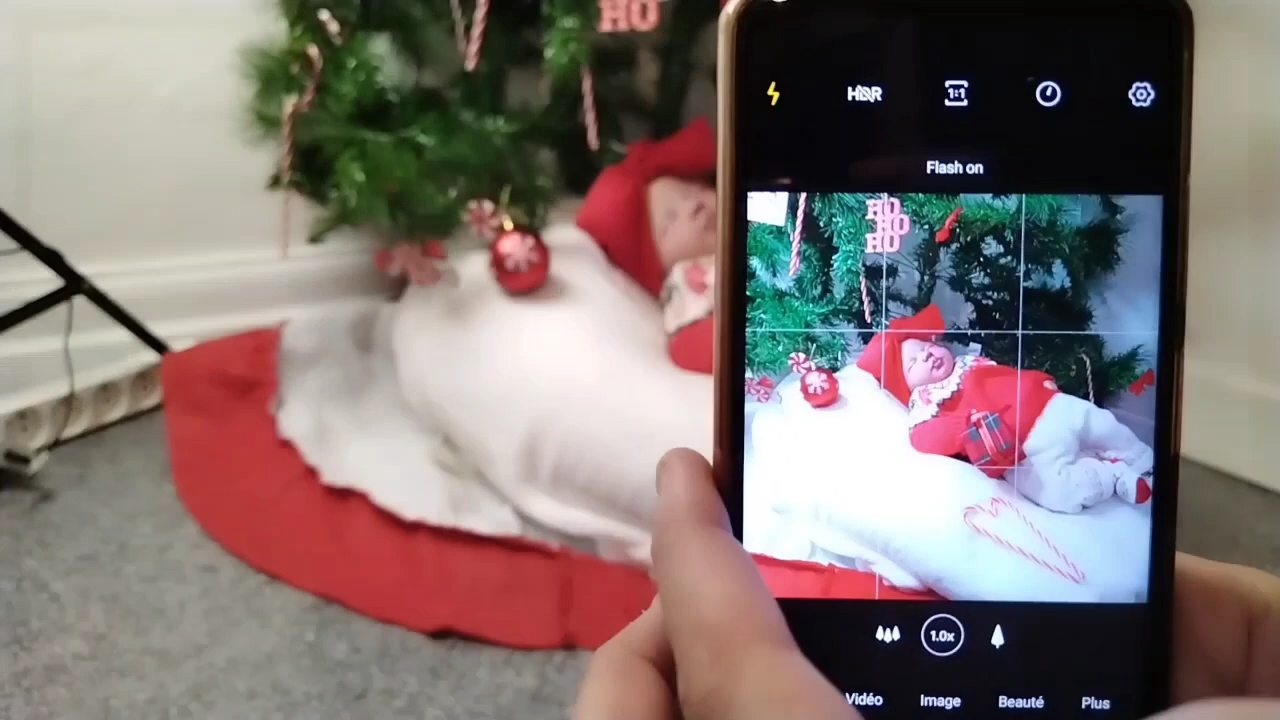 HO
HDR
1:1
Flash on
HO
HO
HO
1.0x
Vidéo Image Beauté Plus